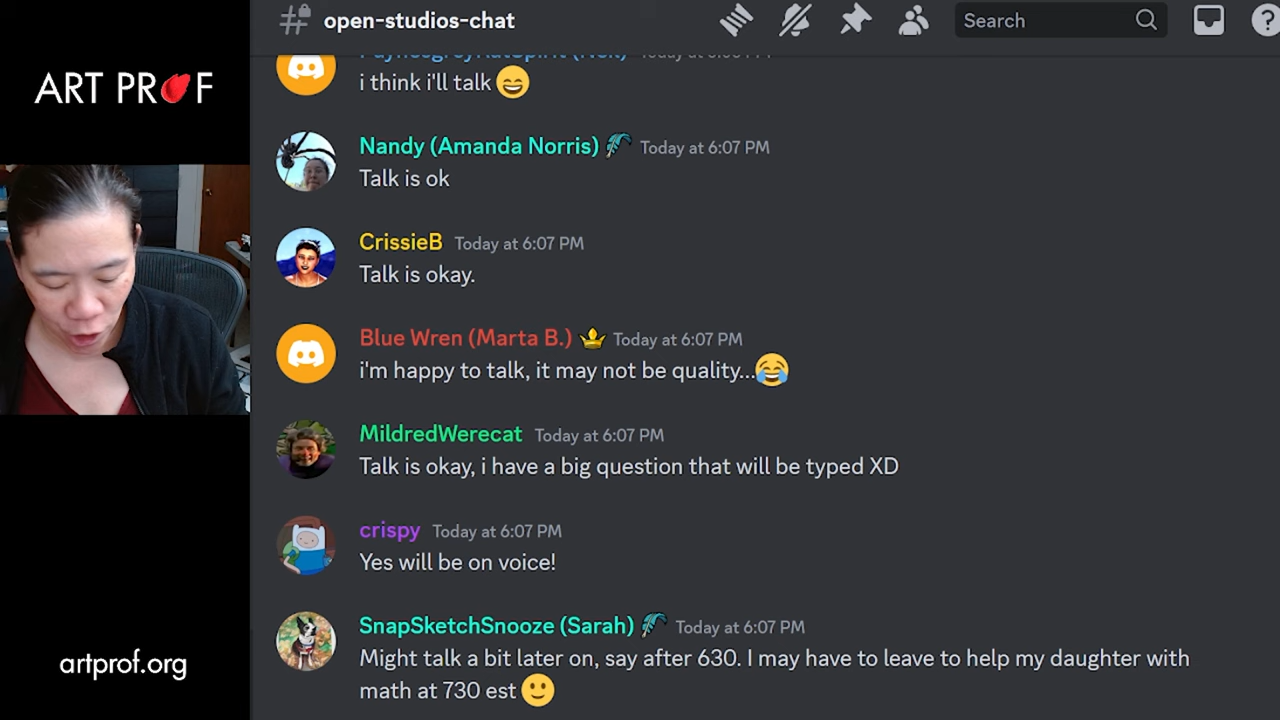 ART PROF
open-studios-chat
Search
i think i'll talk 😄
Nandy (Amanda Norris) Today at 6:07 PM
Talk is ok
CrissieB Today at 6:07 PM
Talk is okay.
Blue Wren (Marta B.) Today at 6:07 PM
i'm happy to talk, it may not be quality...😂
MildredWerecat Today at 6:07 PM
Talk is okay, i have a big question that will be typed XD
crispy Today at 6:07 PM
Yes will be on voice!
SnapSketchSnooze (Sarah) Today at 6:07 PM
Might talk a bit later on, say after 630. I may have to leave to help my daughter with
math at 730 est 🙂
artprof.org